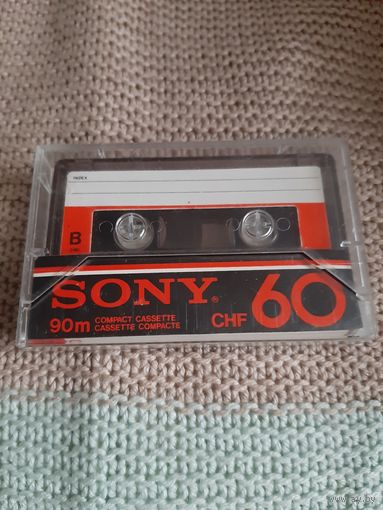 INDEX
B
SONY®
90m COMPACT CASSETTE
CASSETTE COMPACTE
CHF 60